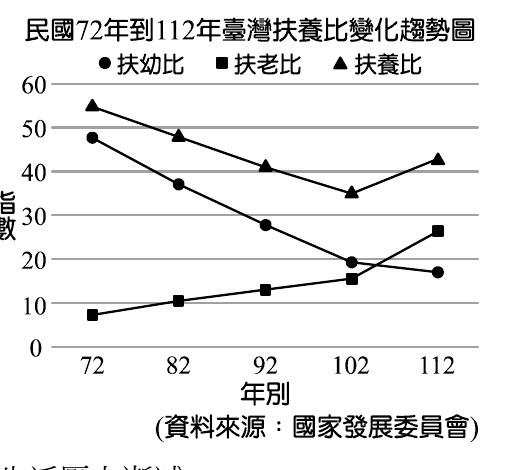 民國72年到112年臺灣扶養比變化趨勢圖
● 扶幼比 ■ 扶老比 ▲ 扶養比
60
50
40
30
20
10
0
指數
72 82 92 102 112
年別
(資料來源：國家發展委員會)